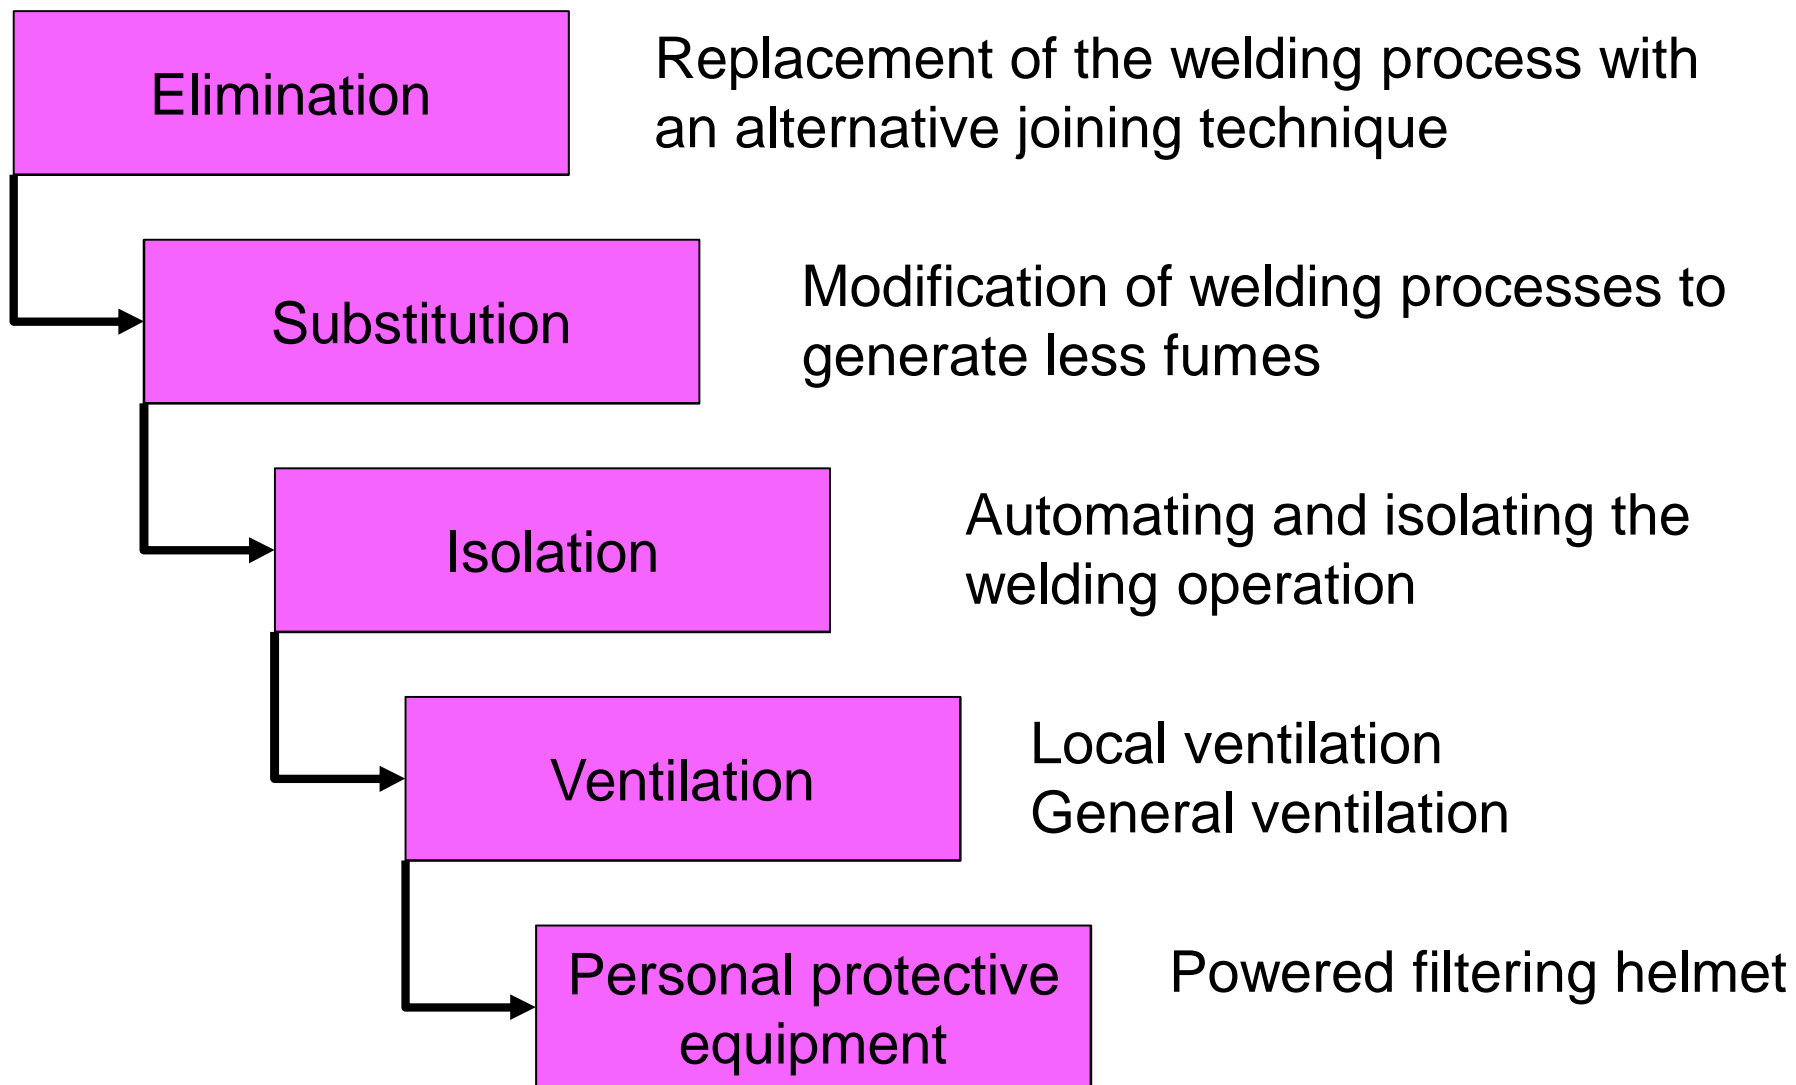 Elimination
Replacement of the welding process with
an alternative joining technique
Substitution
Modification of welding processes to
generate less fumes
Isolation
Automating and isolating the
welding operation
Ventilation
Local ventilation
General ventilation
Personal protective
equipment
Powered filtering helmet